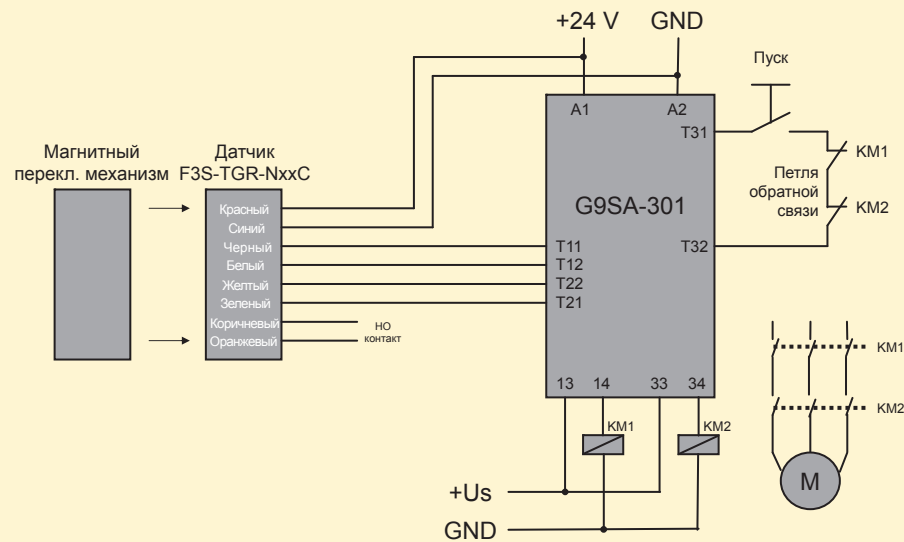 +24 V
GND
Пуск
A1
A2
T31
KM1
Магнитный
перекл. механизм
Датчик
F3S-TGR-NxxC
Петля
обратной
связи
KM2
Красный
Синий
Черный
Белый
Желтый
Зеленый
Коричневый
Оранжевый
НО
контакт
G9SA-301
T11
T12
T22
T21
T32
13
14
33
34
KM1
KM2
KM1
KM2
M
+Us
GND